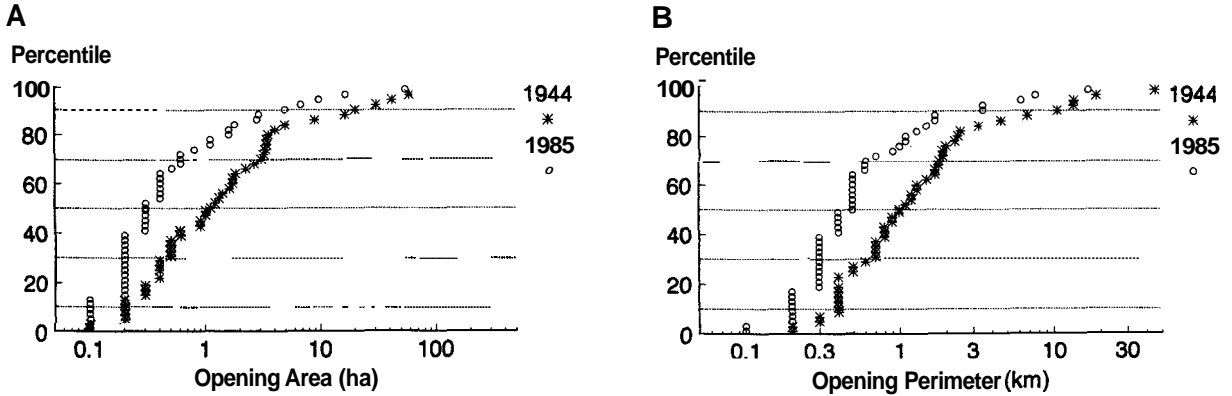 A
Percentile
100
80
60
40
20
0
0.1 1 10 100
Opening Area (ha)
1944
*
1985
o
B
Percentile
100
80
60
40
20
0
0.1 0.3 1 3 10 30
Opening Perimeter (km)
1944
*
1985
o